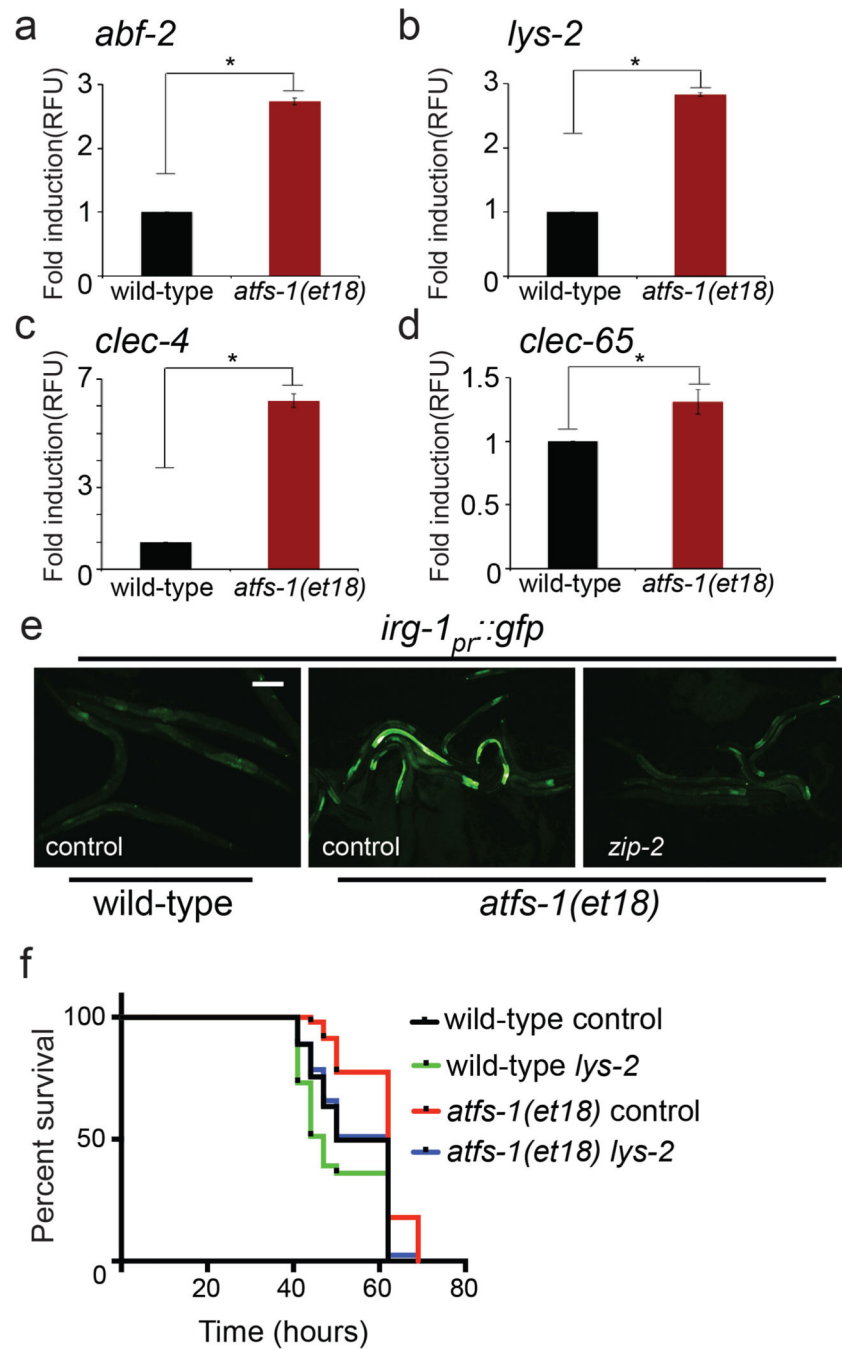 a
abf-2
*
Fold induction(RFU)
3
2
1
0
wild-type
atfs-1(et18)
b
lys-2
*
Fold induction(RFU)
3
2
1
0
wild-type
atfs-1(et18)
c
clec-4
*
Fold induction(RFU)
7
3
0
wild-type
atfs-1(et18)
d
clec-65
*
Fold induction(RFU)
1.5
1
0.5
0
wild-type
atfs-1(et18)
e
irg-1pr::gfp
control
control
zip-2
wild-type
atfs-1(et18)
f
Percent survival
100
50
0
20
40
60
80
Time (hours)
wild-type control
wild-type lys-2
atfs-1(et18) control
atfs-1(et18) lys-2